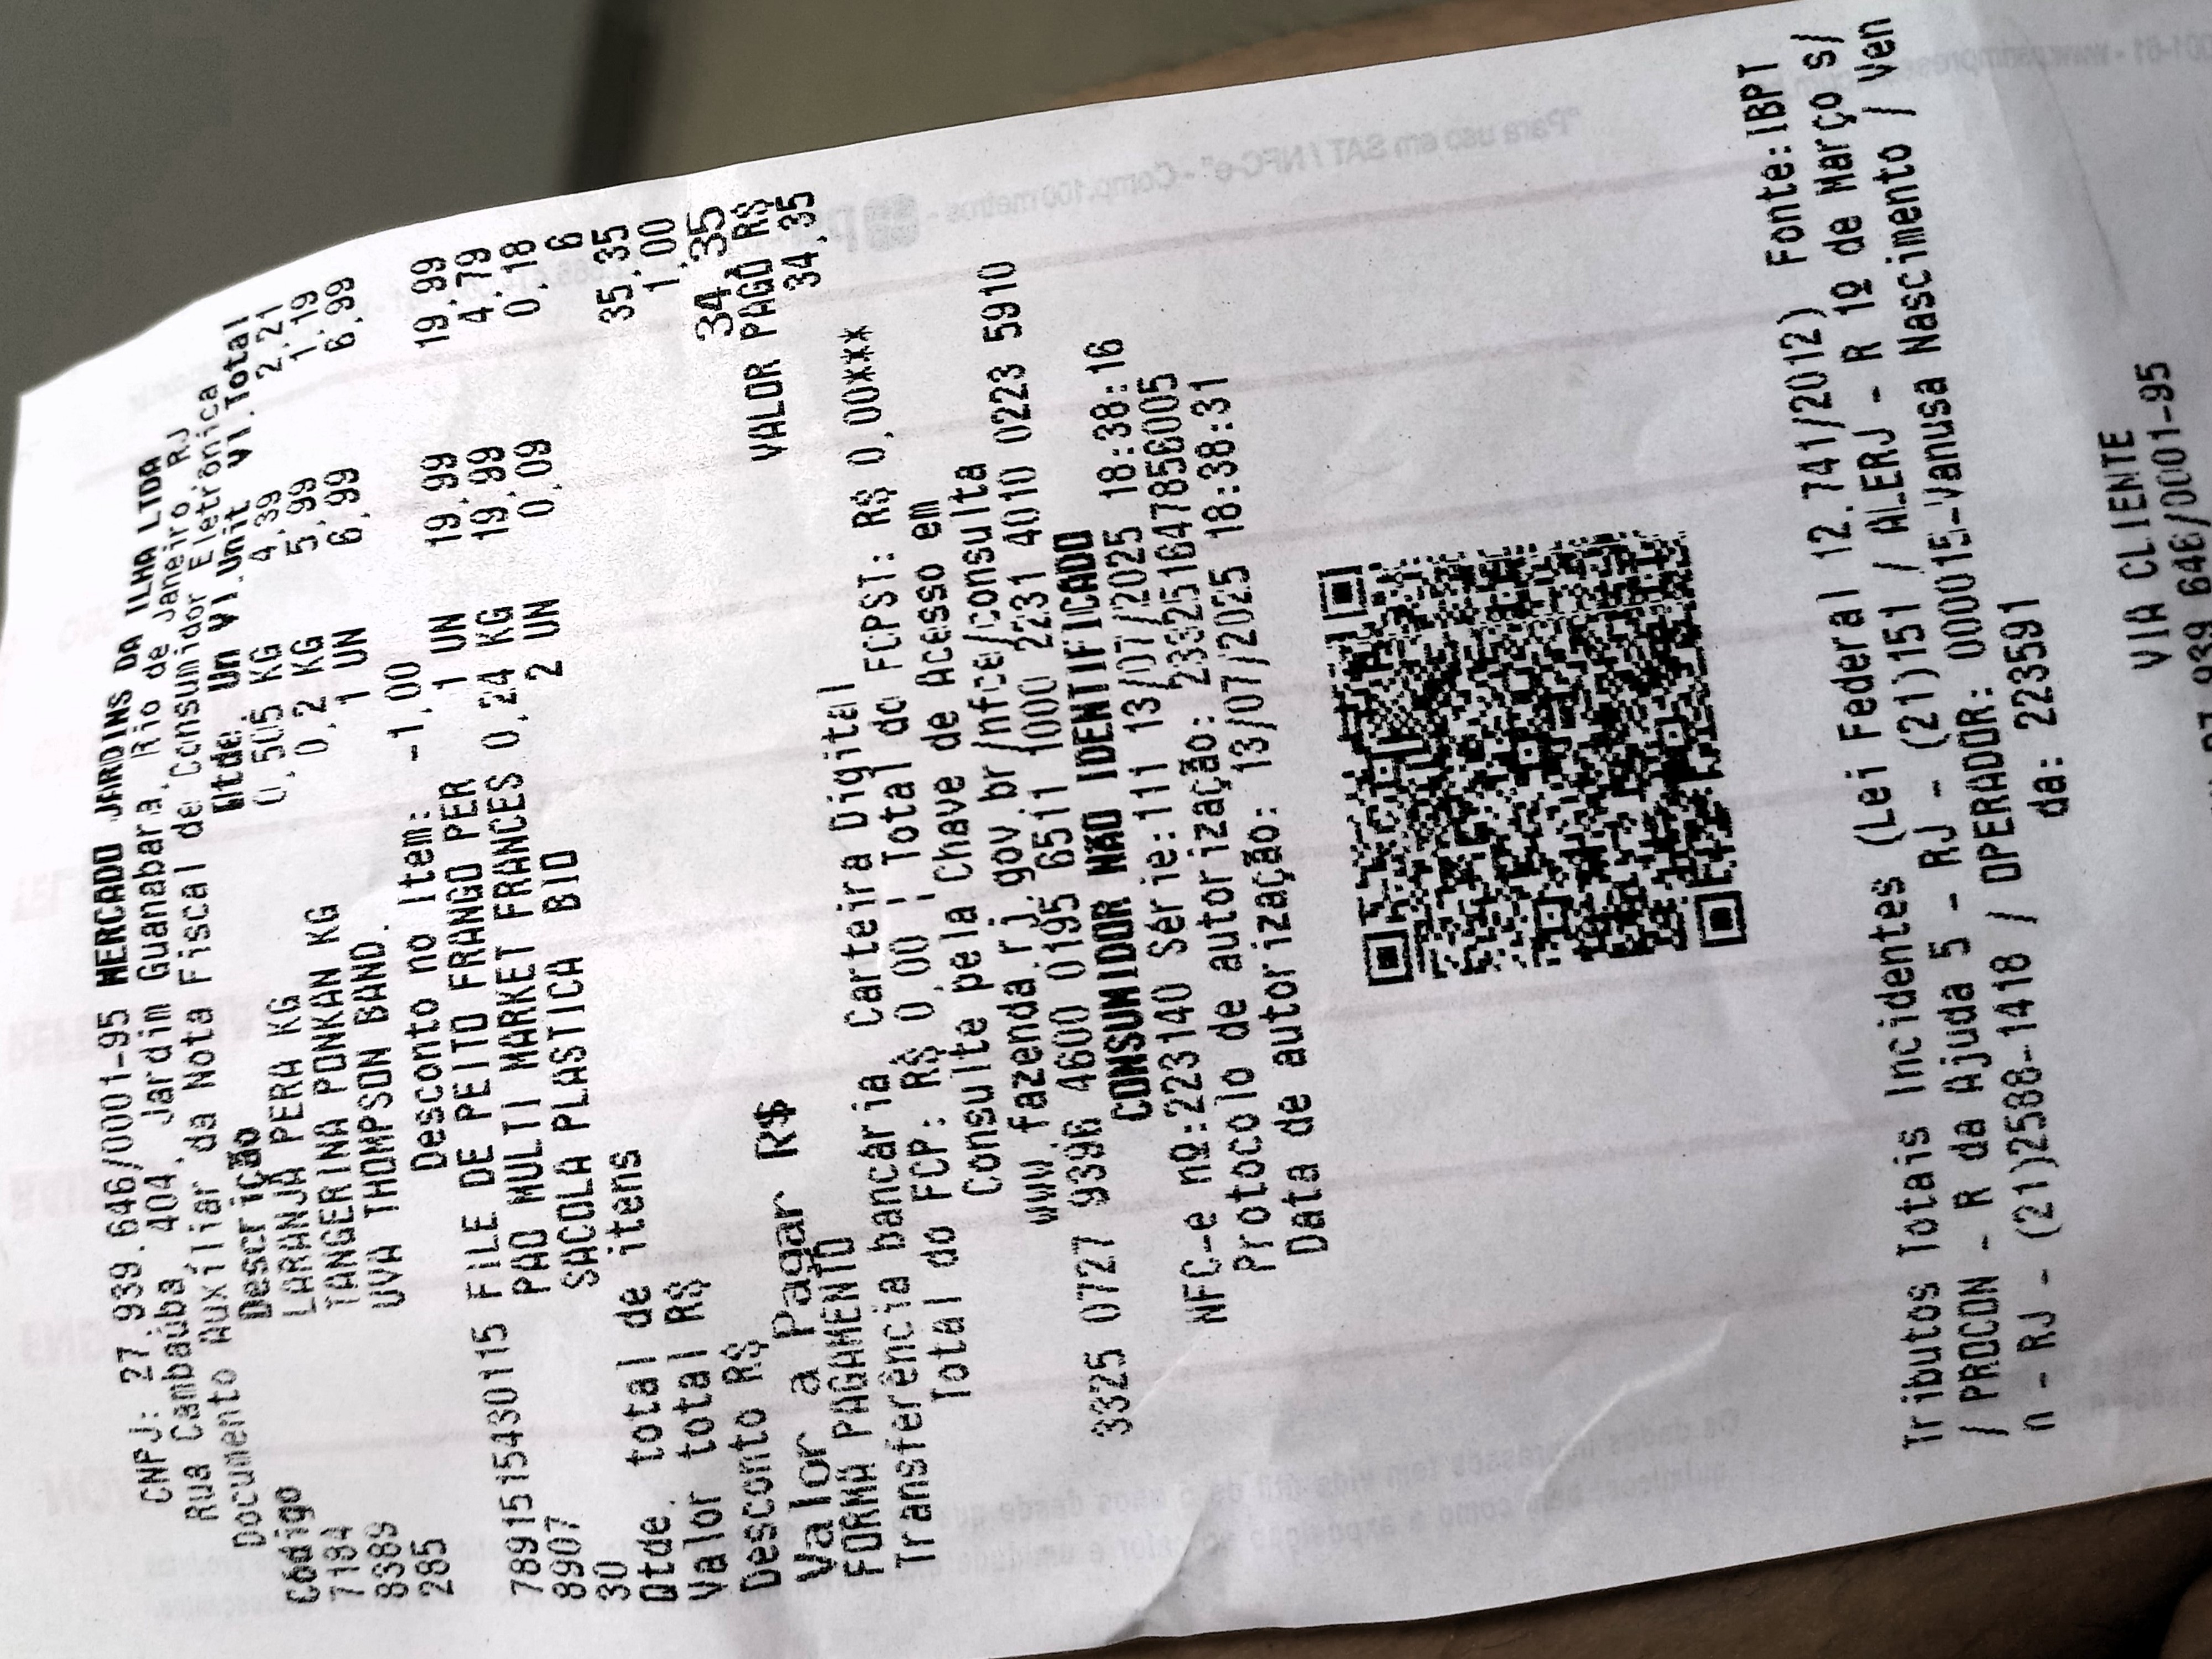 CNPJ: 27.939.646/0001-95 MERCADO JARDINS DA ILHA LTDA
Rua Cambaúba, 404, Jardim Guanabara, Rio de Janeiro, RJ
Documento Auxíliar da Nota Fiscal de Consumidor Eletrônica
Código Descrição Qtde. Un Vl.Unit Vl.Total
7184 LARANJA PERA KG 0,505 KG 4,39 2,21
8389 TANGERINA PONKAN KG 0,2 KG 5,99 1,19
285 UVA THOMPSON BAND. 1 UN 6,99 6,99
Desconto no Item: -1,00
7891515430115 FILE DE PEITO FRANGO PER 1 UN 19,99 19,99
8907 PAO MULTI MARKET FRANCES 0,24 KG 19,99 4,79
30 SACOLA PLASTICA BIO 2 UN 0,09 0,18
Qtde. total de itens 6
Valor total R$ 35,35
Desconto R$ 1,00
Valor a Pagar R$ 34,35
FORMA PAGAMENTO VALOR PAGO R$
Transferência bancária, Carteira Digital 34,35
Total do FCP: R$ 0,00 ¦ Total do FCPST: R$ 0,00***
Consulte pela Chave de Acesso em
www.fazenda.rj.gov.br/nfce/consulta
3325 0727 9396 4600 0195 6511 1000 2231 4010 0223 5910
CONSUMIDOR NÃO IDENTIFICADO
NFC-e nº:223140 Série:111 13/07/2025 18:38:16
Protocolo de autorização: 233251647856005
Data de autorização: 13/07/2025 18:38:31
Tributos Totais Incidentes (Lei Federal 12.741/2012) Fonte:IBPT
/ PROCON - R da Ajuda 5 - RJ - (21)151 / ALERJ - R 1º de Março s/
n - RJ - (21)2588-1418 / OPERADOR: 000015-Vanusa Nascimento / Ven
da: 223591
VIA CLIENTE
27.939.646/0001-95